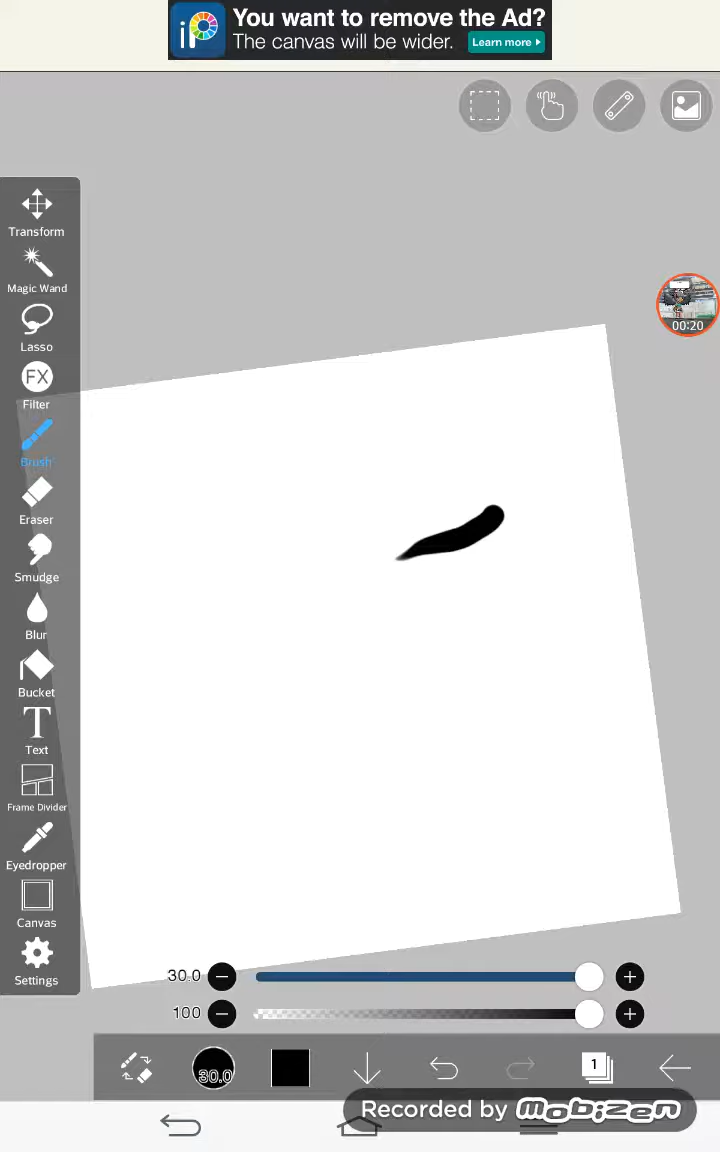 You want to remove the Ad?
The canvas will be wider. Learn more
iP
Transform
Magic Wand
Lasso
FX
Filter
00:20
Brush
Eraser
Smudge
Blur
Bucket
T
Text
Frame Divider
Eyedropper
Canvas
Settings
30.0
100
30.0
1
Recorded by mobizen